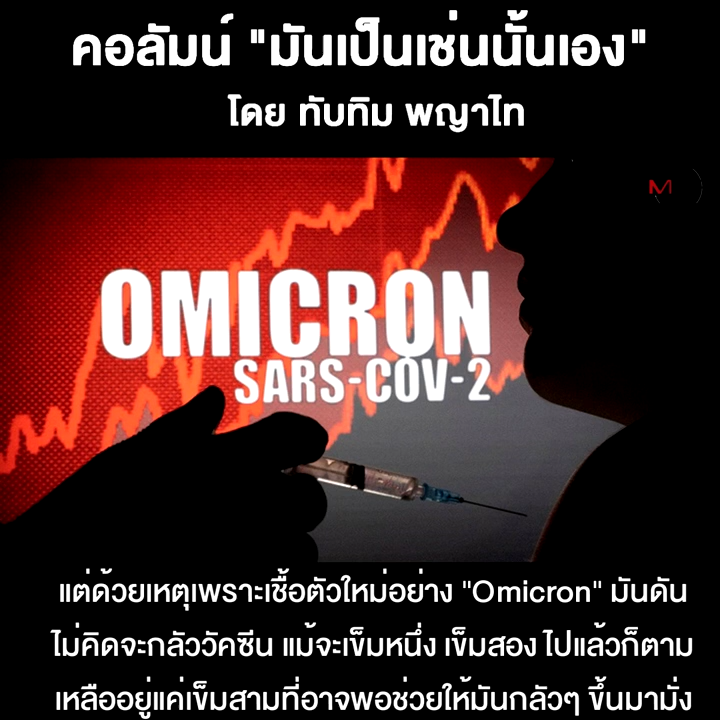 คอลัมน์ "มันเป็นเช่นนั้นเอง"
โดย ทับทิม พญาไท
M
OMICRON
SARS-COV-2
แต่ด้วยเหตุเพราะเชื้อตัวใหม่อย่าง "Omicron" มันดัน
ไม่คิดจะกลัววัคซีน แม้จะเข็มหนึ่ง เข็มสอง ไปแล้วก็ตาม
เหลืออยู่แค่เข็มสามที่อาจพอช่วยให้มันกลัวๆ ขึ้นมามั่ง